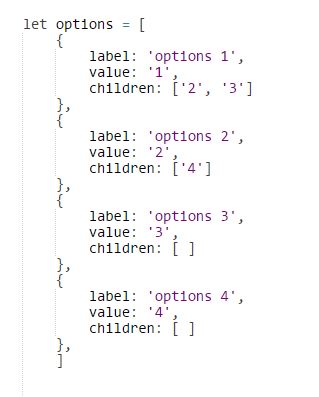 let options = [
{
label: 'options 1',
value: '1',
children: ['2', '3']
},
{
label: 'options 2',
value: '2',
children: ['4']
},
{
label: 'options 3',
value: '3',
children: [ ]
},
{
label: 'options 4',
value: '4',
children: [ ]
},
]